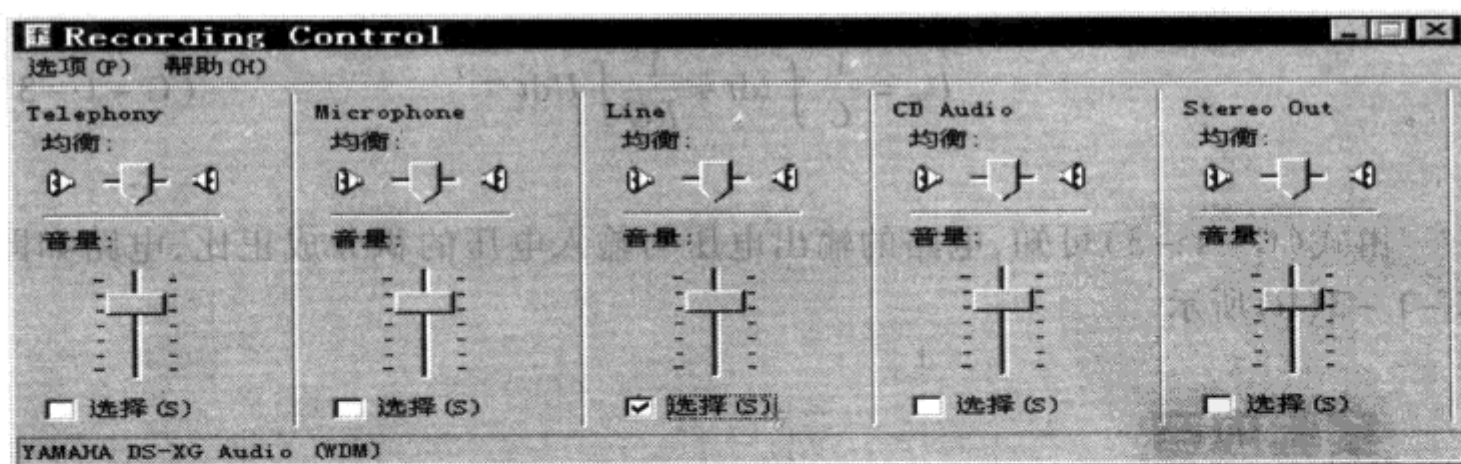 Recording Control
选项(P) 帮助(H)
Telephony Microphone Line CD Audio Stereo Out
均衡: 均衡: 均衡: 均衡: 均衡:
音量: 音量: 音量: 音量: 音量:
选择(S) 选择(S) 选择(S) 选择(S) 选择(S)
YAMAHA DS-XG Audio (WDM)